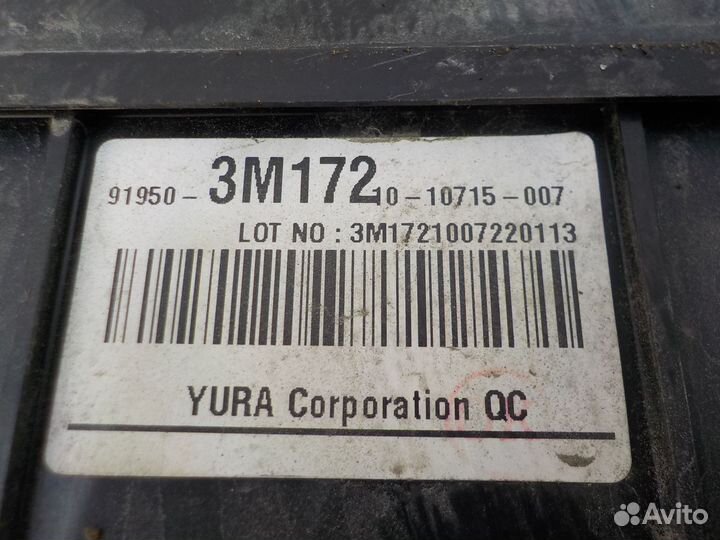 91950- 3M172 10-10715-007
LOT NO : 3M1721007220113
YURA Corporation QC
Avito